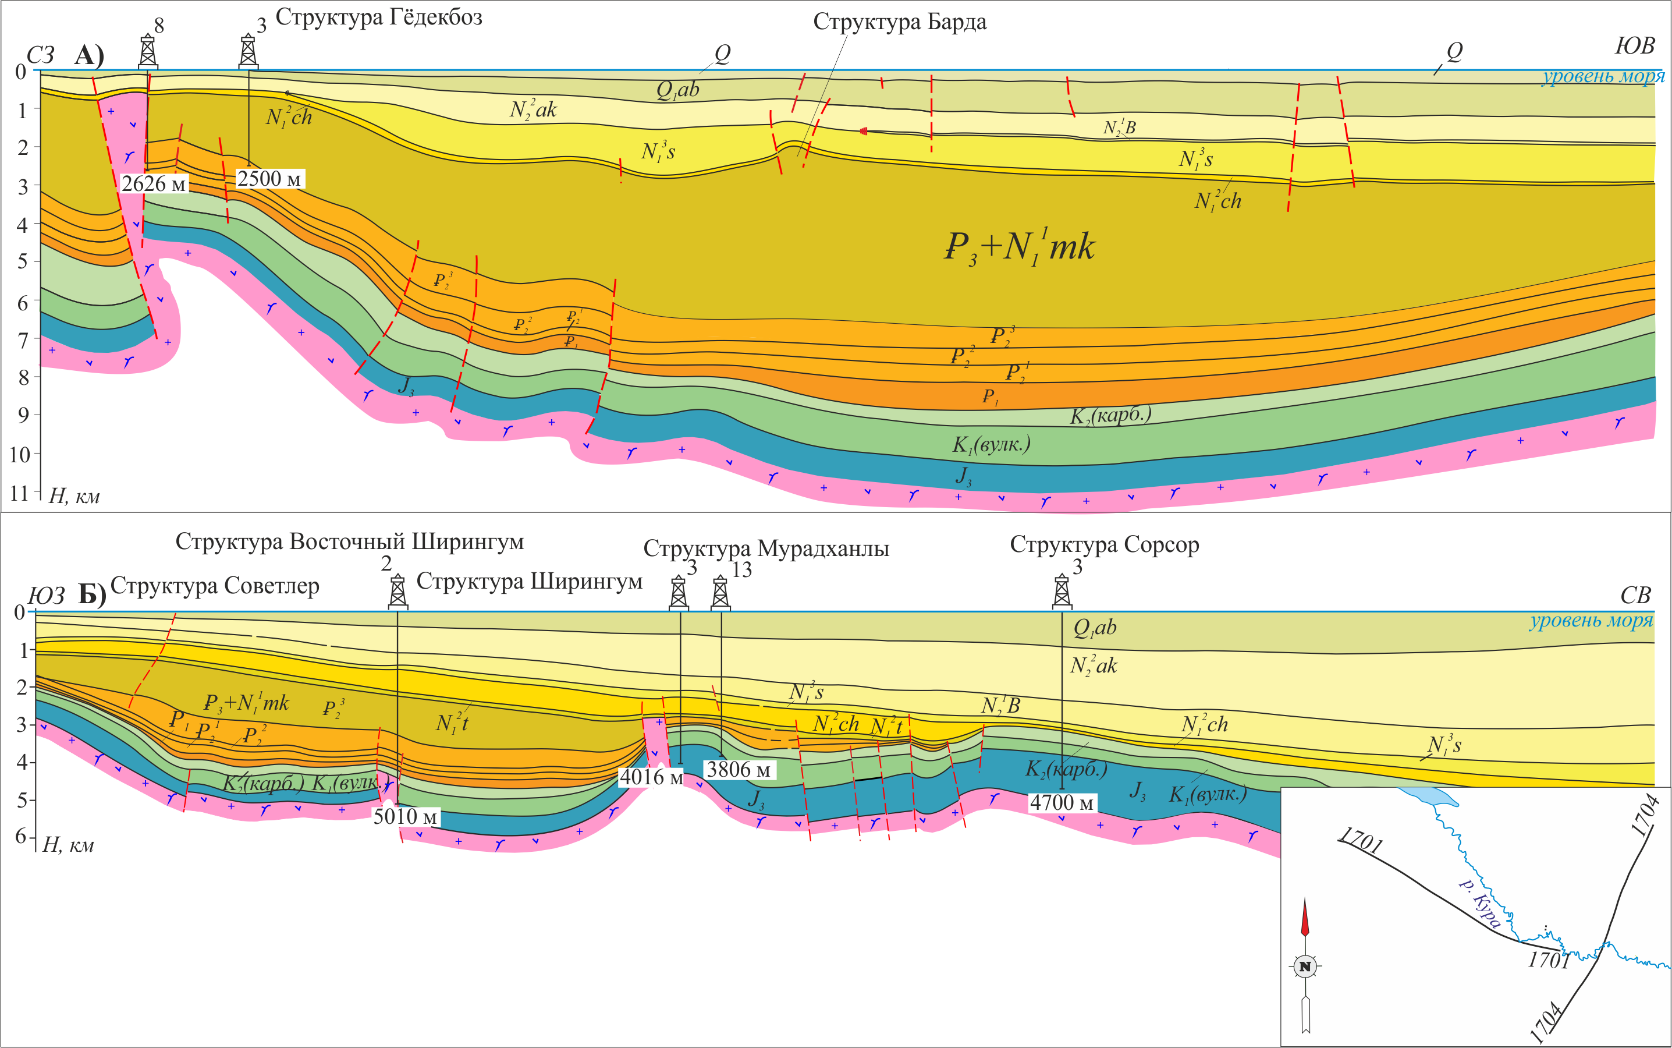 Структура Гёдекбоз
Структура Барда
8
3
СЗ
А)
Q
Q
ЮВ
уровень моря
0
1
2
3
4
5
6
7
8
9
10
11
H, км
Q₁ab
N₂²ak
N₁²ch
N₁³s
N₂¹B
N₁³s
N₁²ch
2626 м
2500 м
P₃+N₁¹mk
P₂³
P₂²
P₂¹
P₁
P₂³
P₂²
P₂¹
P₁
K₂(карб.)
K₁(вулк.)
J₃
J₃
Структура Восточный Ширингум
Структура Мурадханлы
Структура Сорсор
2
3
13
3
Структура Советлер
Структура Ширингум
ЮЗ
Б)
СВ
уровень моря
0
1
2
3
4
5
6
H, км
Q₁ab
N₂²ak
N₁³s
N₂¹B
P₃+N₁¹mk
P₂³
N₁²t
N₁²ch
N₁²t
N₁²ch
N₁³s
P₁
P₂¹
P₂²
K₂(карб.)
K₁(вулк.
4016 м
3806 м
5010 м
4700 м
J₃
K₂(карб.)
J₃
K₁(вулк.)
1701
1704
р. Кура
1701
N
1704